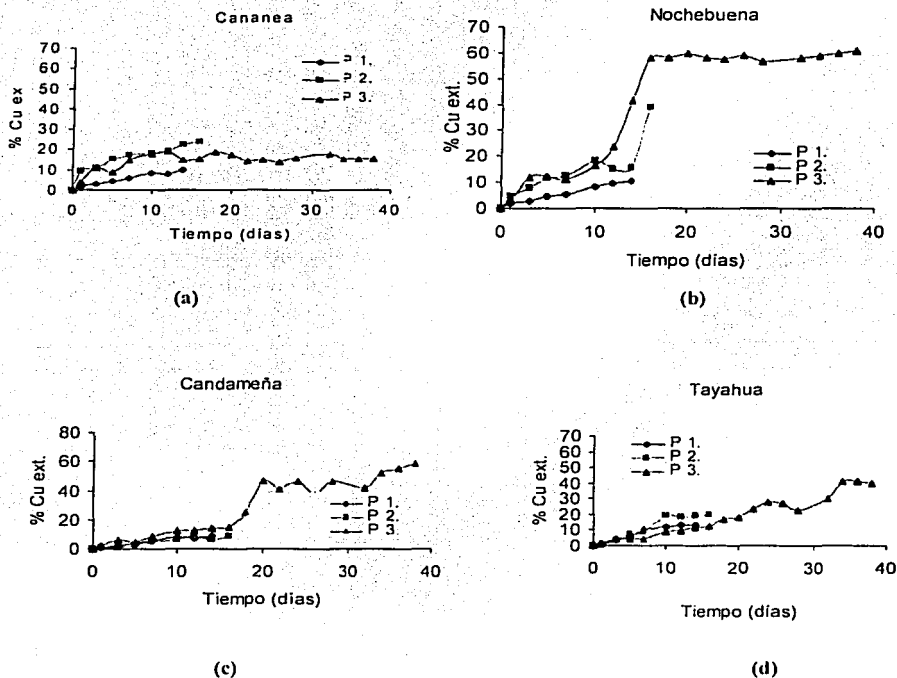 Cananea
70
60
50
40
30
20
10
0
% Cu ex
P 1.
P 2.
P 3.
0 10 20 30 40
Tiempo (días)
(a)
Nochebuena
60
50
40
30
20
10
0
% Cu ext.
P 1.
P 2.
P 3.
0 10 20 30 40
Tiempo (días)
(b)
Candameña
80
60
40
20
0
% Cu ext.
P 1.
P 2.
P 3.
0 10 20 30 40
Tiempo (días)
(c)
Tayahua
70
60
50
40
30
20
10
0
% Cu ext.
P 1.
P 2.
P 3.
0 10 20 30 40
Tiempo (días)
(d)